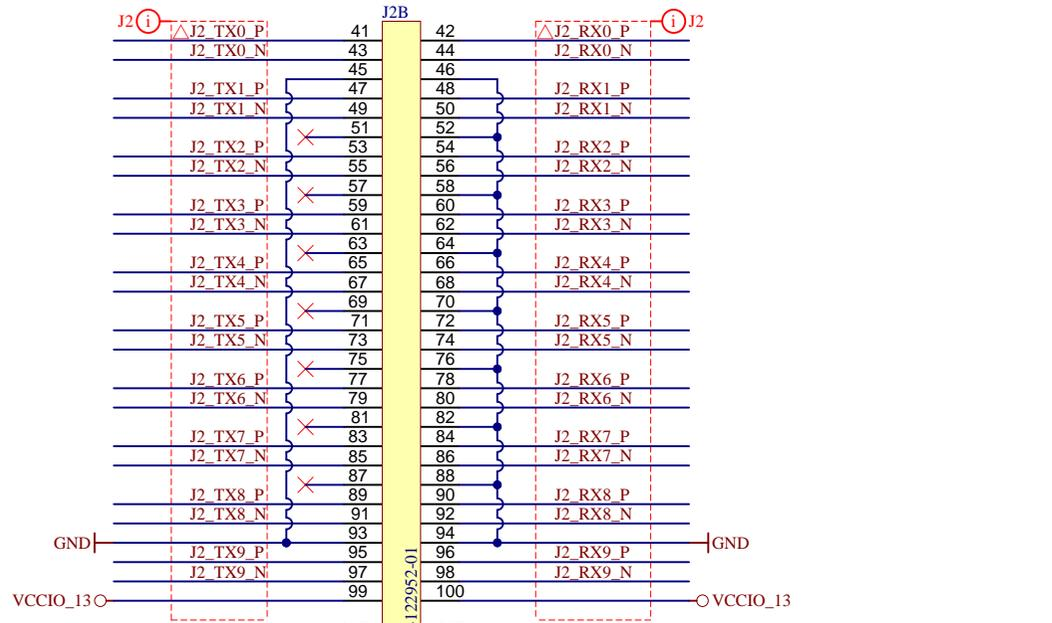 J2B
J2 i i J2
J2_TX0_P 41 42 J2_RX0_P
J2_TX0_N 43 44 J2_RX0_N
45 46
J2_TX1_P 47 48 J2_RX1_P
J2_TX1_N 49 50 J2_RX1_N
51 52
J2_TX2_P 53 54 J2_RX2_P
J2_TX2_N 55 56 J2_RX2_N
57 58
J2_TX3_P 59 60 J2_RX3_P
J2_TX3_N 61 62 J2_RX3_N
63 64
J2_TX4_P 65 66 J2_RX4_P
J2_TX4_N 67 68 J2_RX4_N
69 70
J2_TX5_P 71 72 J2_RX5_P
J2_TX5_N 73 74 J2_RX5_N
75 76
J2_TX6_P 77 78 J2_RX6_P
J2_TX6_N 79 80 J2_RX6_N
81 82
J2_TX7_P 83 84 J2_RX7_P
J2_TX7_N 85 86 J2_RX7_N
87 88
J2_TX8_P 89 90 J2_RX8_P
J2_TX8_N 91 92 J2_RX8_N
GND 93 94 GND
J2_TX9_P 95 96 J2_RX9_P
J2_TX9_N 97 98 J2_RX9_N
VCCIO_13 99 100 VCCIO_13
122952-01